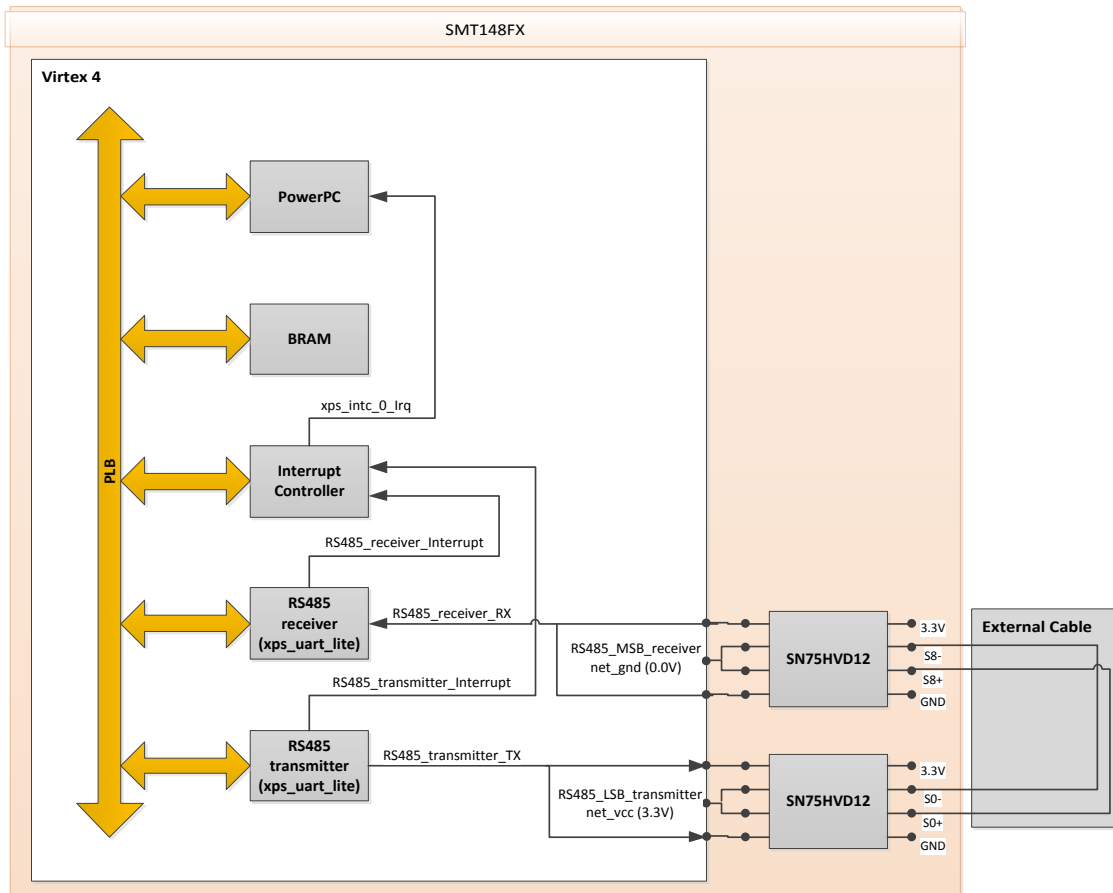 SMT148FX
Virtex 4
PowerPC
BRAM
xps_intc_0_Irq
PLB
Interrupt
Controller
RS485_receiver_Interrupt
RS485
receiver
(xps_uart_lite)
RS485_receiver_RX
RS485_MSB_receiver
net_gnd (0.0V)
SN75HVD12
3.3V
S8-
S8+
GND
External Cable
RS485_transmitter_Interrupt
RS485
transmitter
(xps_uart_lite)
RS485_transmitter_TX
RS485_LSB_transmitter
net_vcc (3.3V)
SN75HVD12
3.3V
S0-
S0+
GND